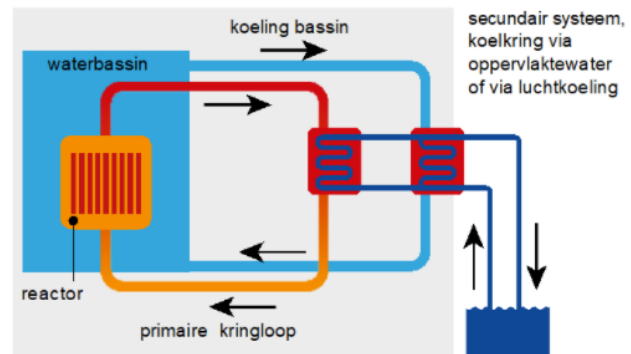 koeling bassin
secundair systeem,
koelkring via
oppervlaktewater
of via luchtkoeling
waterbassin
reactor
primaire kringloop